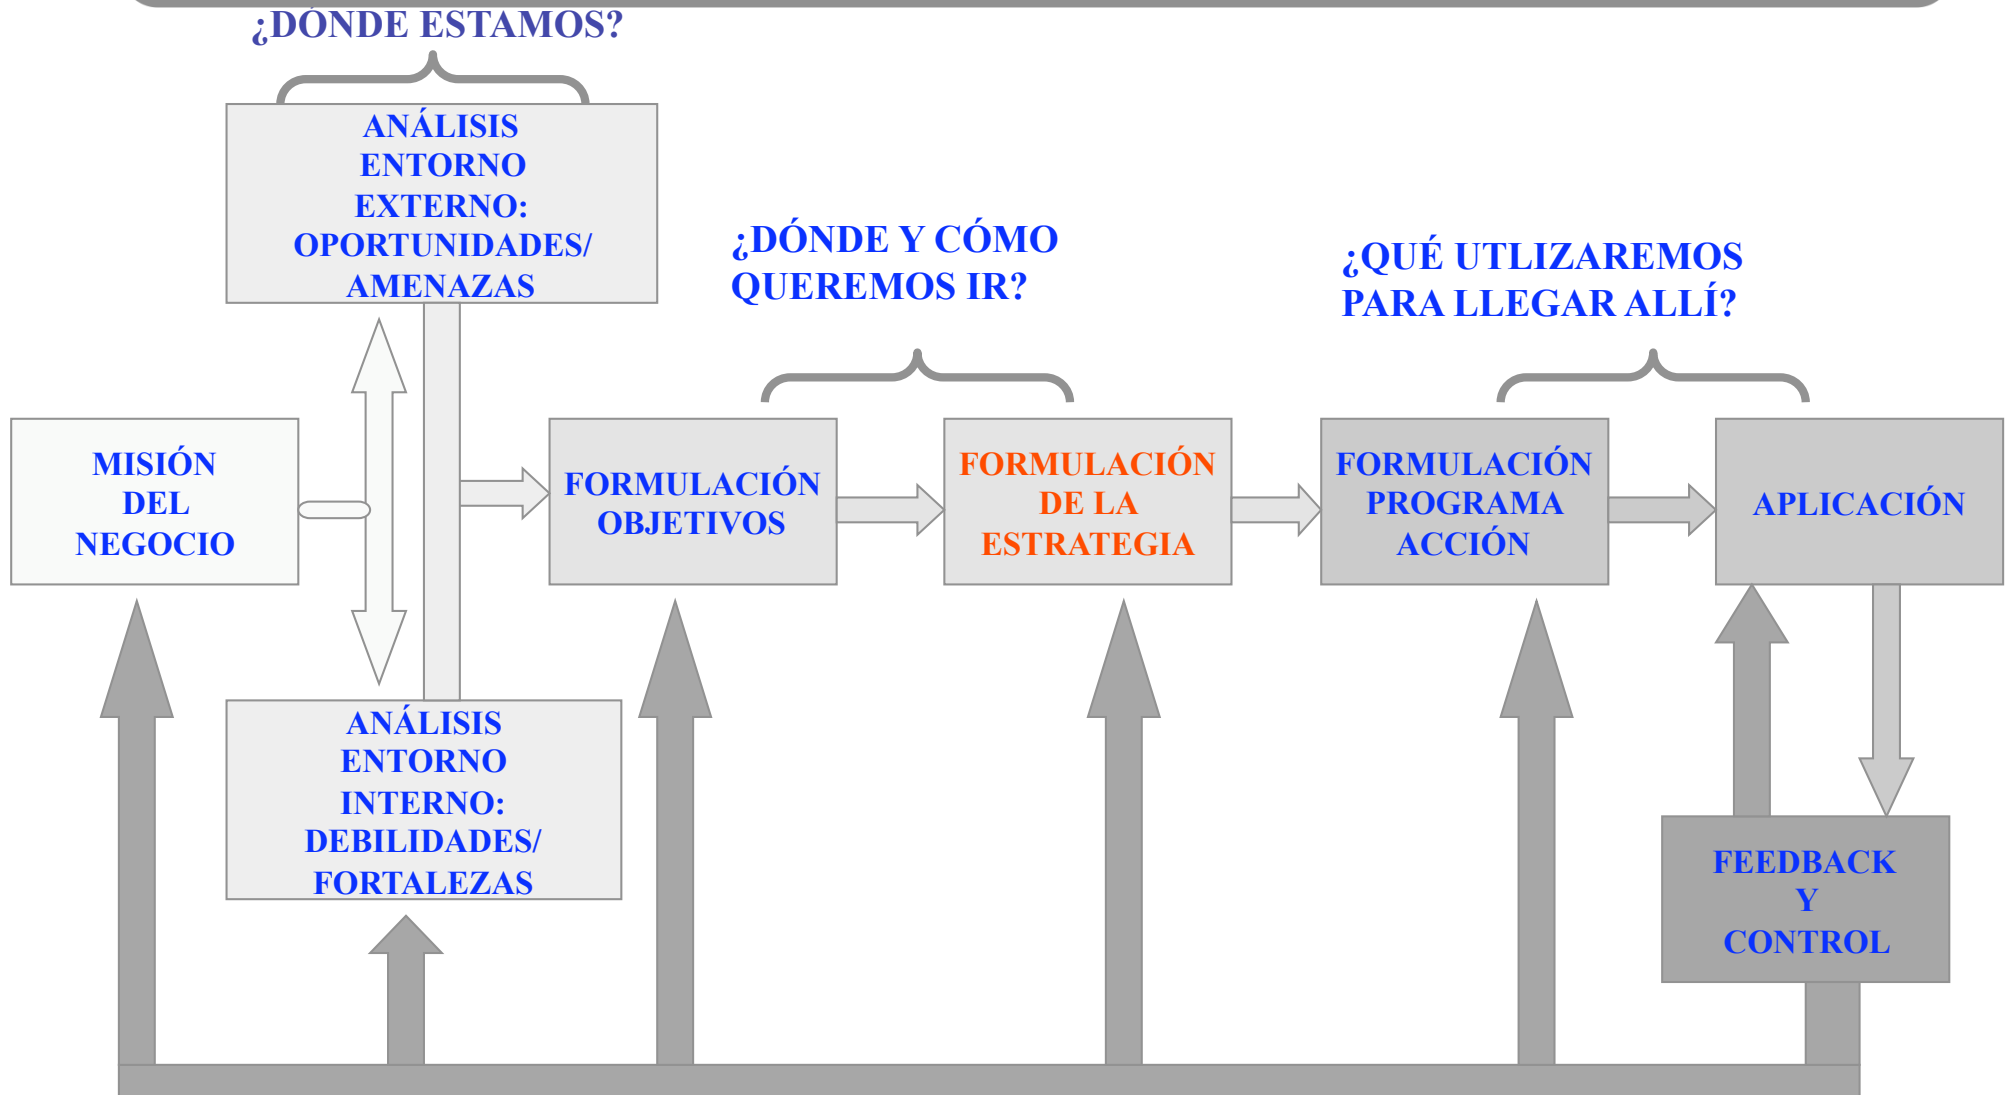 ¿DÓNDE ESTAMOS?
ANÁLISIS
ENTORNO
EXTERNO:
OPORTUNIDADES/
AMENAZAS
¿DÓNDE Y CÓMO
QUEREMOS IR?
¿QUÉ UTLIZAREMOS
PARA LLEGAR ALLÍ?
MISIÓN
DEL
NEGOCIO
FORMULACIÓN
OBJETIVOS
FORMULACIÓN
DE LA
ESTRATEGIA
FORMULACIÓN
PROGRAMA
ACCIÓN
APLICACIÓN
ANÁLISIS
ENTORNO
INTERNO:
DEBILIDADES/
FORTALEZAS
FEEDBACK
Y
CONTROL